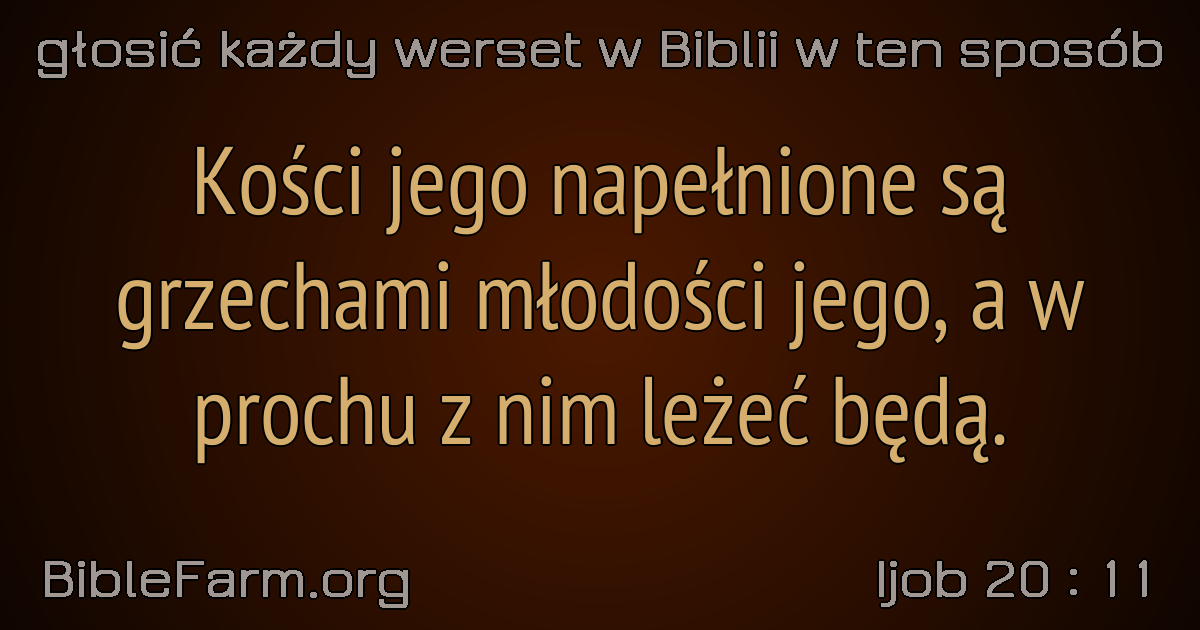 głosić każdy werset w Biblii w ten sposób
Kości jego napełnione są
grzechami młodości jego, a w
prochu z nim leżeć będą.
BibleFarm.org
Ijob 20 : 11